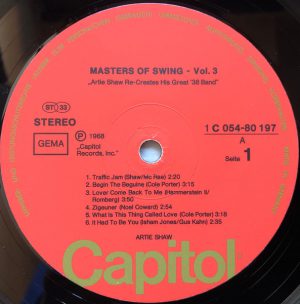 MASTERS OF SWING - Vol. 3
„Artie Shaw Re-Creates His Great '38 Band"
ST 33
STEREO
GEMA
P 1968
„Capitol
Records, Inc."
1 C 054-80 197
A
Seite 1
1. Traffic Jam (Shaw/Mc Rae) 2:20
2. Begin The Beguine (Cole Porter) 3:15
3. Lover Come Back To Me (Hammerstein II/
Romberg) 3:50
4. Zigeuner (Noel Coward) 2:54
5. What Is This Thing Called Love (Cole Porter) 3:18
6. It Had To Be You (Isham Jones/Gus Kahn) 2:35
ARTIE SHAW
Capitol